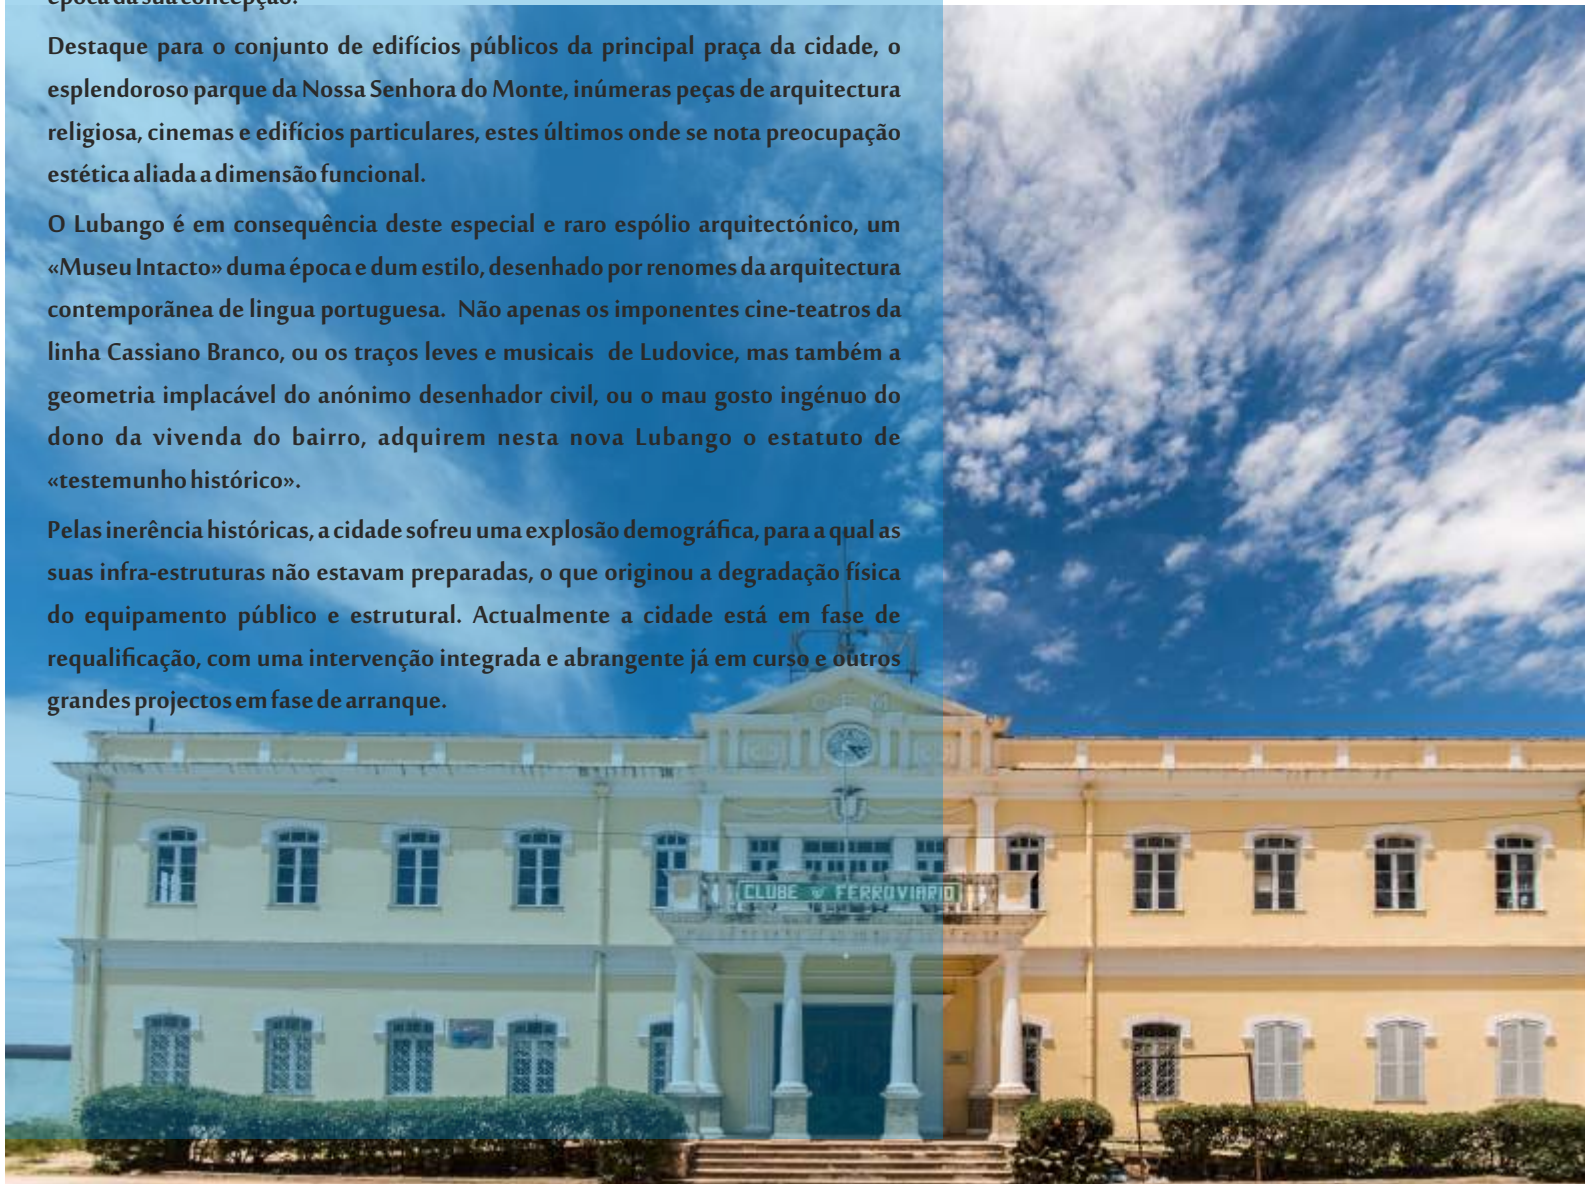 época da sua concepção.
Destaque para o conjunto de edifícios públicos da principal praça da cidade, o
esplendoroso parque da Nossa Senhora do Monte, inúmeras peças de arquitectura
religiosa, cinemas e edifícios particulares, estes últimos onde se nota preocupação
estética aliada a dimensão funcional.
O Lubango é em consequência deste especial e raro espólio arquitectónico, um
«Museu Intacto» duma época e dum estilo, desenhado por renomes da arquitectura
contemporãnea de lingua portuguesa. Não apenas os imponentes cine-teatros da
linha Cassiano Branco, ou os traços leves e musicais de Ludovice, mas também a
geometria implacável do anónimo desenhador civil, ou o mau gosto ingénuo do
dono da vivenda do bairro, adquirem nesta nova Lubango o estatuto de
«testemunho histórico».
Pelas inerência históricas, a cidade sofreu uma explosão demográfica, para a qual as
suas infra-estruturas não estavam preparadas, o que originou a degradação física
do equipamento público e estrutural. Actualmente a cidade está em fase de
requalificação, com uma intervenção integrada e abrangente já em curso e outros
grandes projectos em fase de arranque.
CFM
CLUBE FERROVIARIO